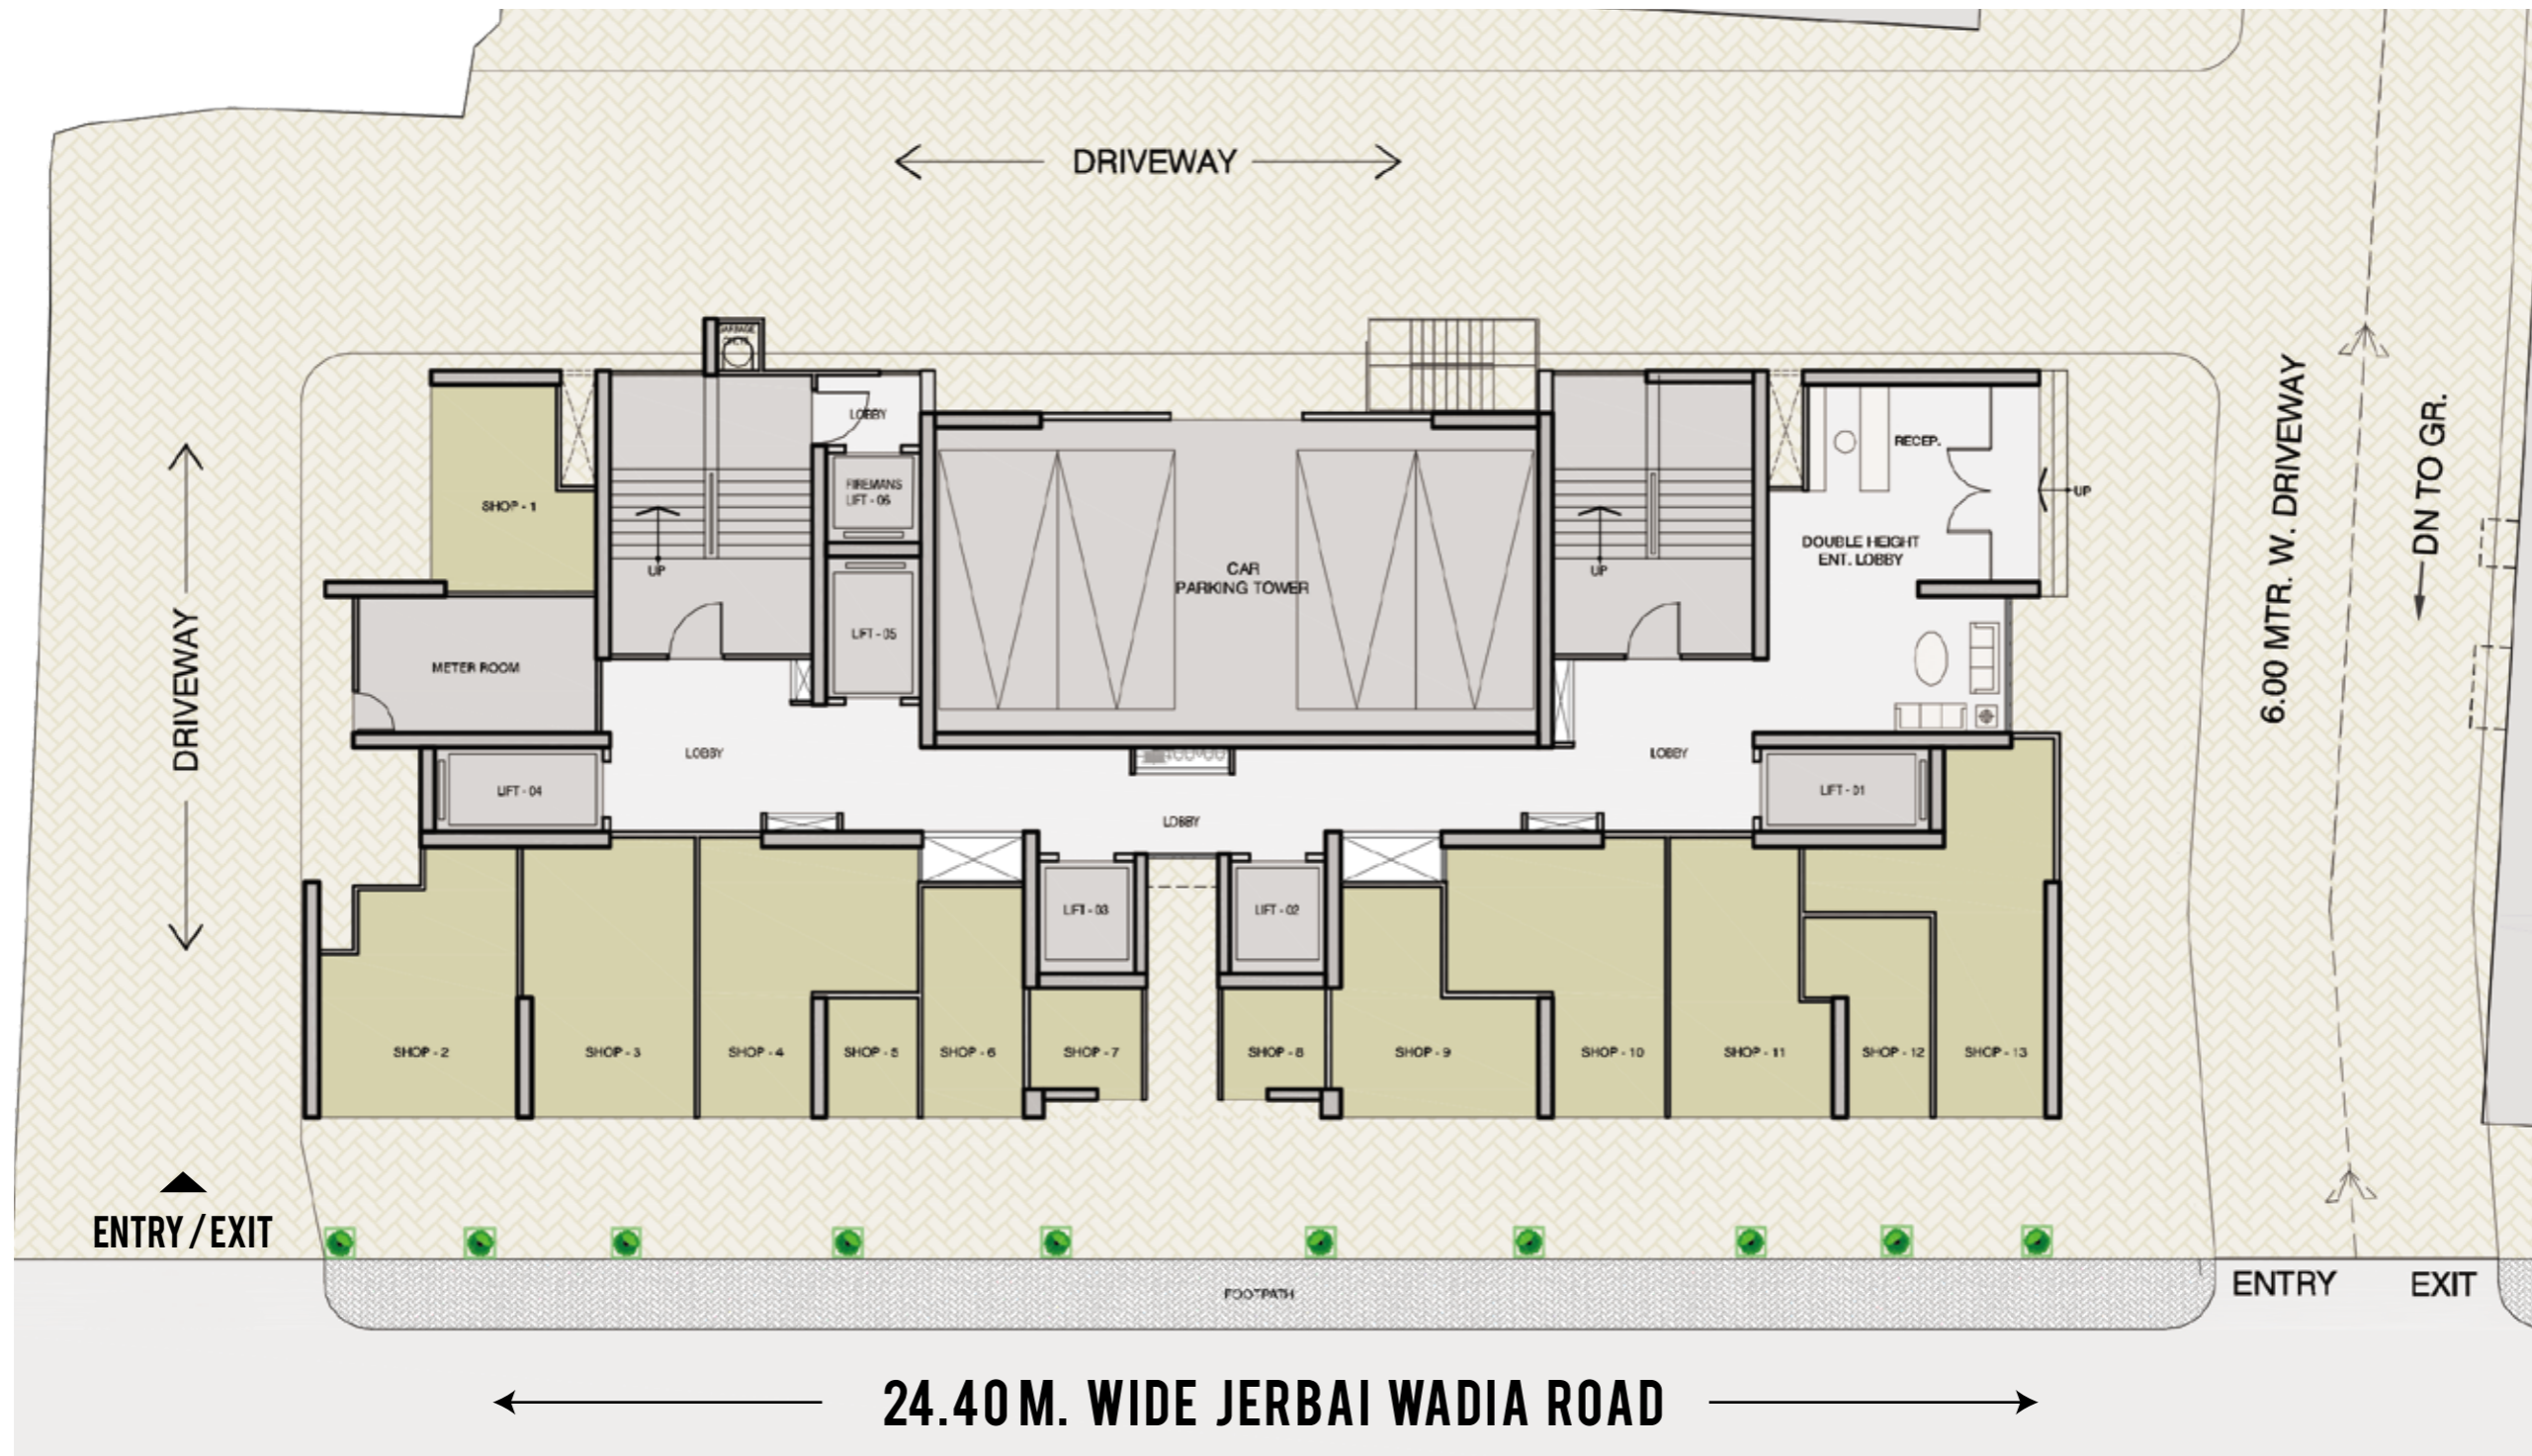 DRIVEWAY
GARBAGE
LOBBY
RECEP.
FIREMANS
LIFT - 06
SHOP - 1
UP
DOUBLE HEIGHT
ENT. LOBBY
6.00 MTR. W. DRIVEWAY
DN TO GR.
UP
CAR
PARKING TOWER
UP
LIFT - 05
METER ROOM
DRIVEWAY
LOBBY
LOBBY
LIFT - 04
LIFT - 01
LOBBY
LIFT - 03
LIFT - 02
SHOP - 2
SHOP - 3
SHOP - 4
SHOP - 5
SHOP - 6
SHOP - 7
SHOP - 8
SHOP - 9
SHOP - 10
SHOP - 11
SHOP - 12
SHOP - 13
ENTRY / EXIT
FOOTPATH
ENTRY
EXIT
24.40 M. WIDE JERBAI WADIA ROAD